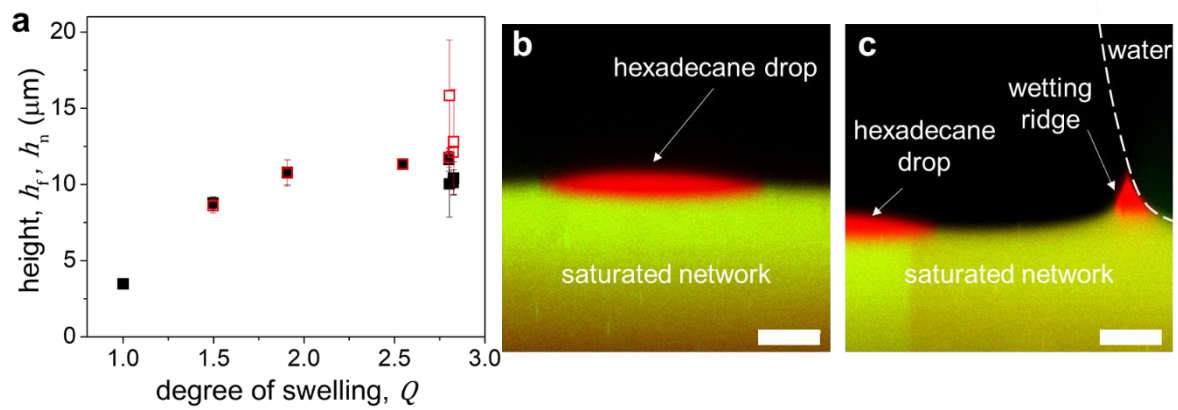 a
20
15
10
5
0
height, h_f, h_n (μm)
1.0 1.5 2.0 2.5 3.0
degree of swelling, Q
b
hexadecane drop
saturated network
c
water
wetting
ridge
hexadecane
drop
saturated network